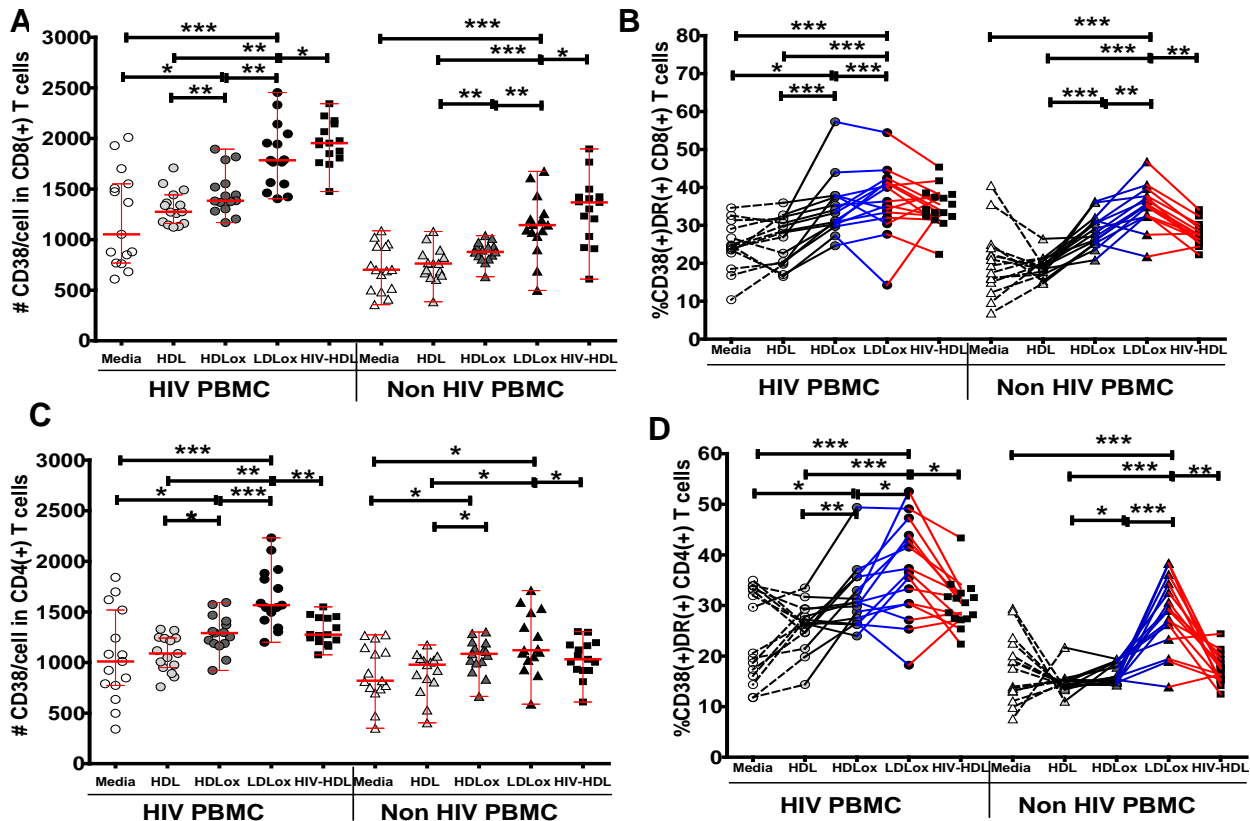 A
# CD38/cell in CD8(+) T cells
3000
2500
2000
1500
1000
500
0
*** ** * * ** **
*** *** * ** **
Media HDL HDLox LDLox HIV-HDL Media HDL HDLox LDLox HIV-HDL
HIV PBMC Non HIV PBMC
B
%CD38(+)DR(+) CD8(+) T cells
80
70
60
50
40
30
20
10
0
*** *** * *** ***
*** *** ** *** **
Media HDL HDLox LDLox HIV-HDL Media HDL HDLox LDLox HIV-HDL
HIV PBMC Non HIV PBMC
C
# CD38/cell in CD4(+) T cells
3000
2500
2000
1500
1000
500
0
*** ** ** * *** *
* * * * *
Media HDL HDLox LDLox HIV-HDL Media HDL HDLox LDLox HIV-HDL
HIV PBMC Non HIV PBMC
D
%CD38(+)DR(+) CD4(+) T cells
60
50
40
30
20
10
0
*** *** * * * **
*** *** ** * ***
Media HDL HDLox LDLox HIV-HDL Media HDL HDLox LDLox HIV-HDL
HIV PBMC Non HIV PBMC